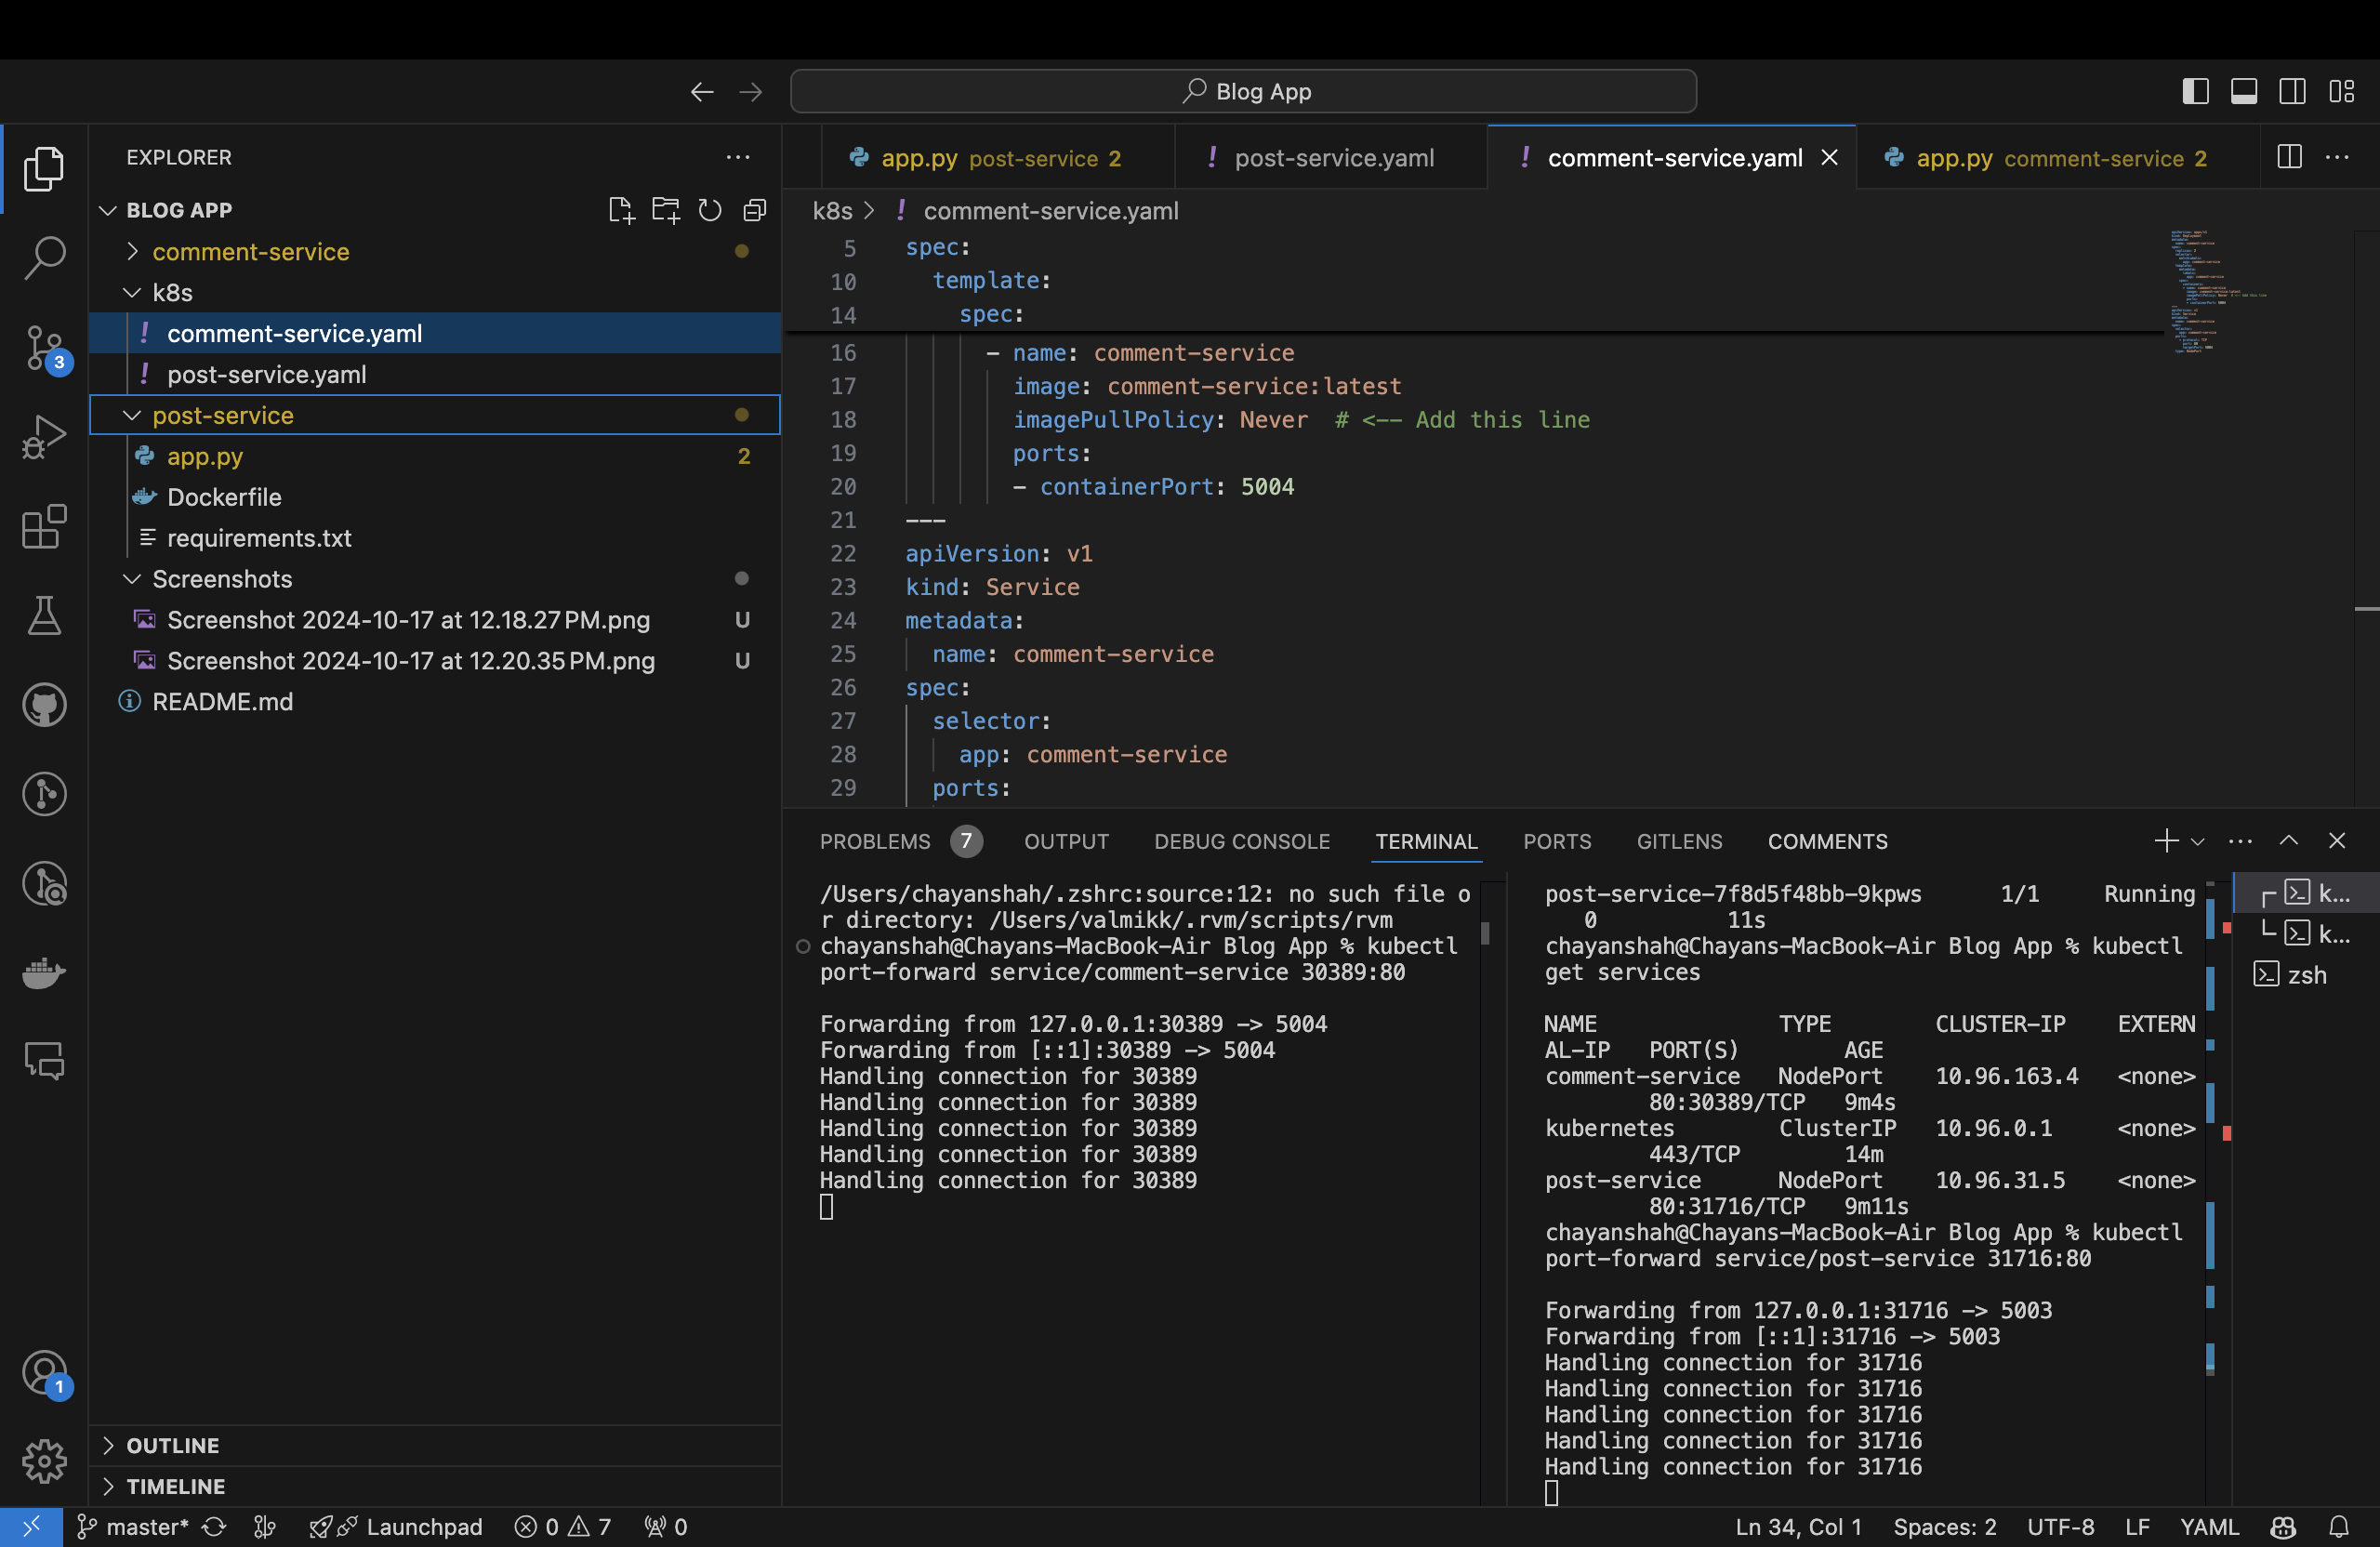 Blog App
EXPLORER
BLOG APP
comment-service
k8s
comment-service.yaml
post-service.yaml
post-service
app.py 2
Dockerfile
requirements.txt
Screenshots
Screenshot 2024-10-17 at 12.18.27 PM.png U
Screenshot 2024-10-17 at 12.20.35 PM.png U
README.md
OUTLINE
TIMELINE
3
1
app.py post-service 2
post-service.yaml
comment-service.yaml
app.py comment-service 2
k8s > comment-service.yaml
5 spec:
10 template:
14 spec:
16 - name: comment-service
17 image: comment-service:latest
18 imagePullPolicy: Never # <-- Add this line
19 ports:
20 - containerPort: 5004
21 ---
22 apiVersion: v1
23 kind: Service
24 metadata:
25 name: comment-service
26 spec:
27 selector:
28 app: comment-service
29 ports:
PROBLEMS 7 OUTPUT DEBUG CONSOLE TERMINAL PORTS GITLENS COMMENTS
/Users/chayanshah/.zshrc:source:12: no such file o
r directory: /Users/valmikk/.rvm/scripts/rvm
chayanshah@Chayans-MacBook-Air Blog App % kubectl
port-forward service/comment-service 30389:80
Forwarding from 127.0.0.1:30389 -> 5004
Forwarding from [::1]:30389 -> 5004
Handling connection for 30389
Handling connection for 30389
Handling connection for 30389
Handling connection for 30389
Handling connection for 30389
post-service-7f8d5f48bb-9kpws 1/1 Running
0 11s
chayanshah@Chayans-MacBook-Air Blog App % kubectl
get services
NAME TYPE CLUSTER-IP EXTERN
AL-IP PORT(S) AGE
comment-service NodePort 10.96.163.4 <none>
80:30389/TCP 9m4s
kubernetes ClusterIP 10.96.0.1 <none>
443/TCP 14m
post-service NodePort 10.96.31.5 <none>
80:31716/TCP 9m11s
chayanshah@Chayans-MacBook-Air Blog App % kubectl
port-forward service/post-service 31716:80
Forwarding from 127.0.0.1:31716 -> 5003
Forwarding from [::1]:31716 -> 5003
Handling connection for 31716
Handling connection for 31716
Handling connection for 31716
Handling connection for 31716
Handling connection for 31716
k...
k...
zsh
master* Launchpad 0 7 0
Ln 34, Col 1 Spaces: 2 UTF-8 LF YAML